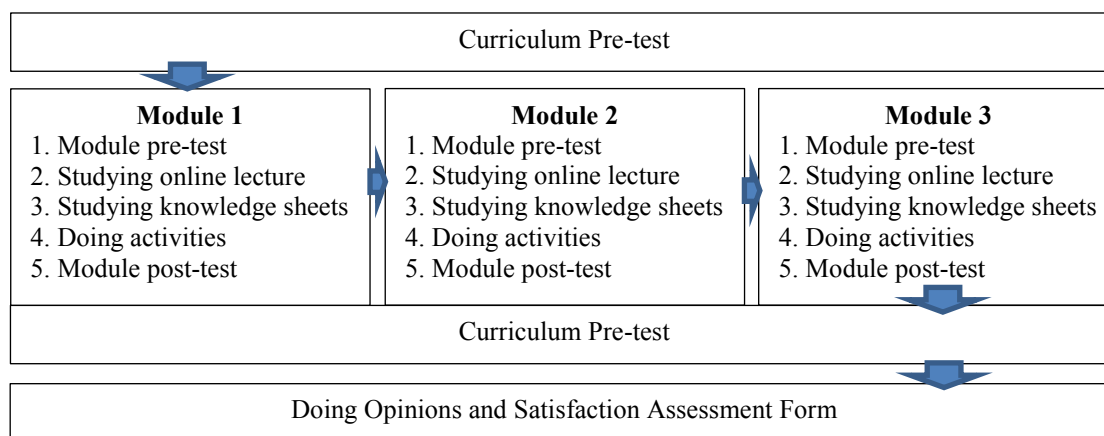 Curriculum Pre-test
Module 1
1. Module pre-test
2. Studying online lecture
3. Studying knowledge sheets
4. Doing activities
5. Module post-test
Module 2
1. Module pre-test
2. Studying online lecture
3. Studying knowledge sheets
4. Doing activities
5. Module post-test
Module 3
1. Module pre-test
2. Studying online lecture
3. Studying knowledge sheets
4. Doing activities
5. Module post-test
Curriculum Pre-test
Doing Opinions and Satisfaction Assessment Form